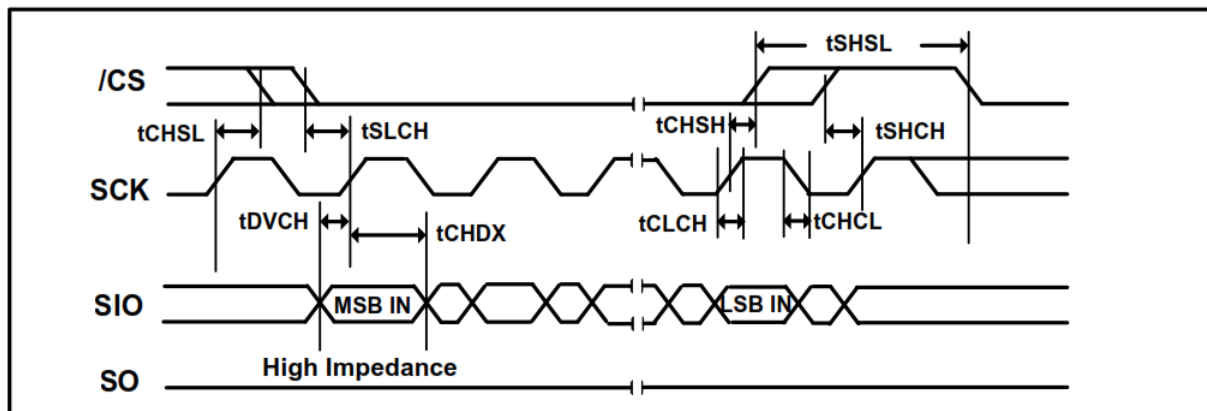 tSHSL
/CS
tCHSL
tSLCH
tCHSH
tSHCH
SCK
tDVCH
tCHDX
tCLCH
tCHCL
SIO
MSB IN
LSB IN
High Impedance
SO